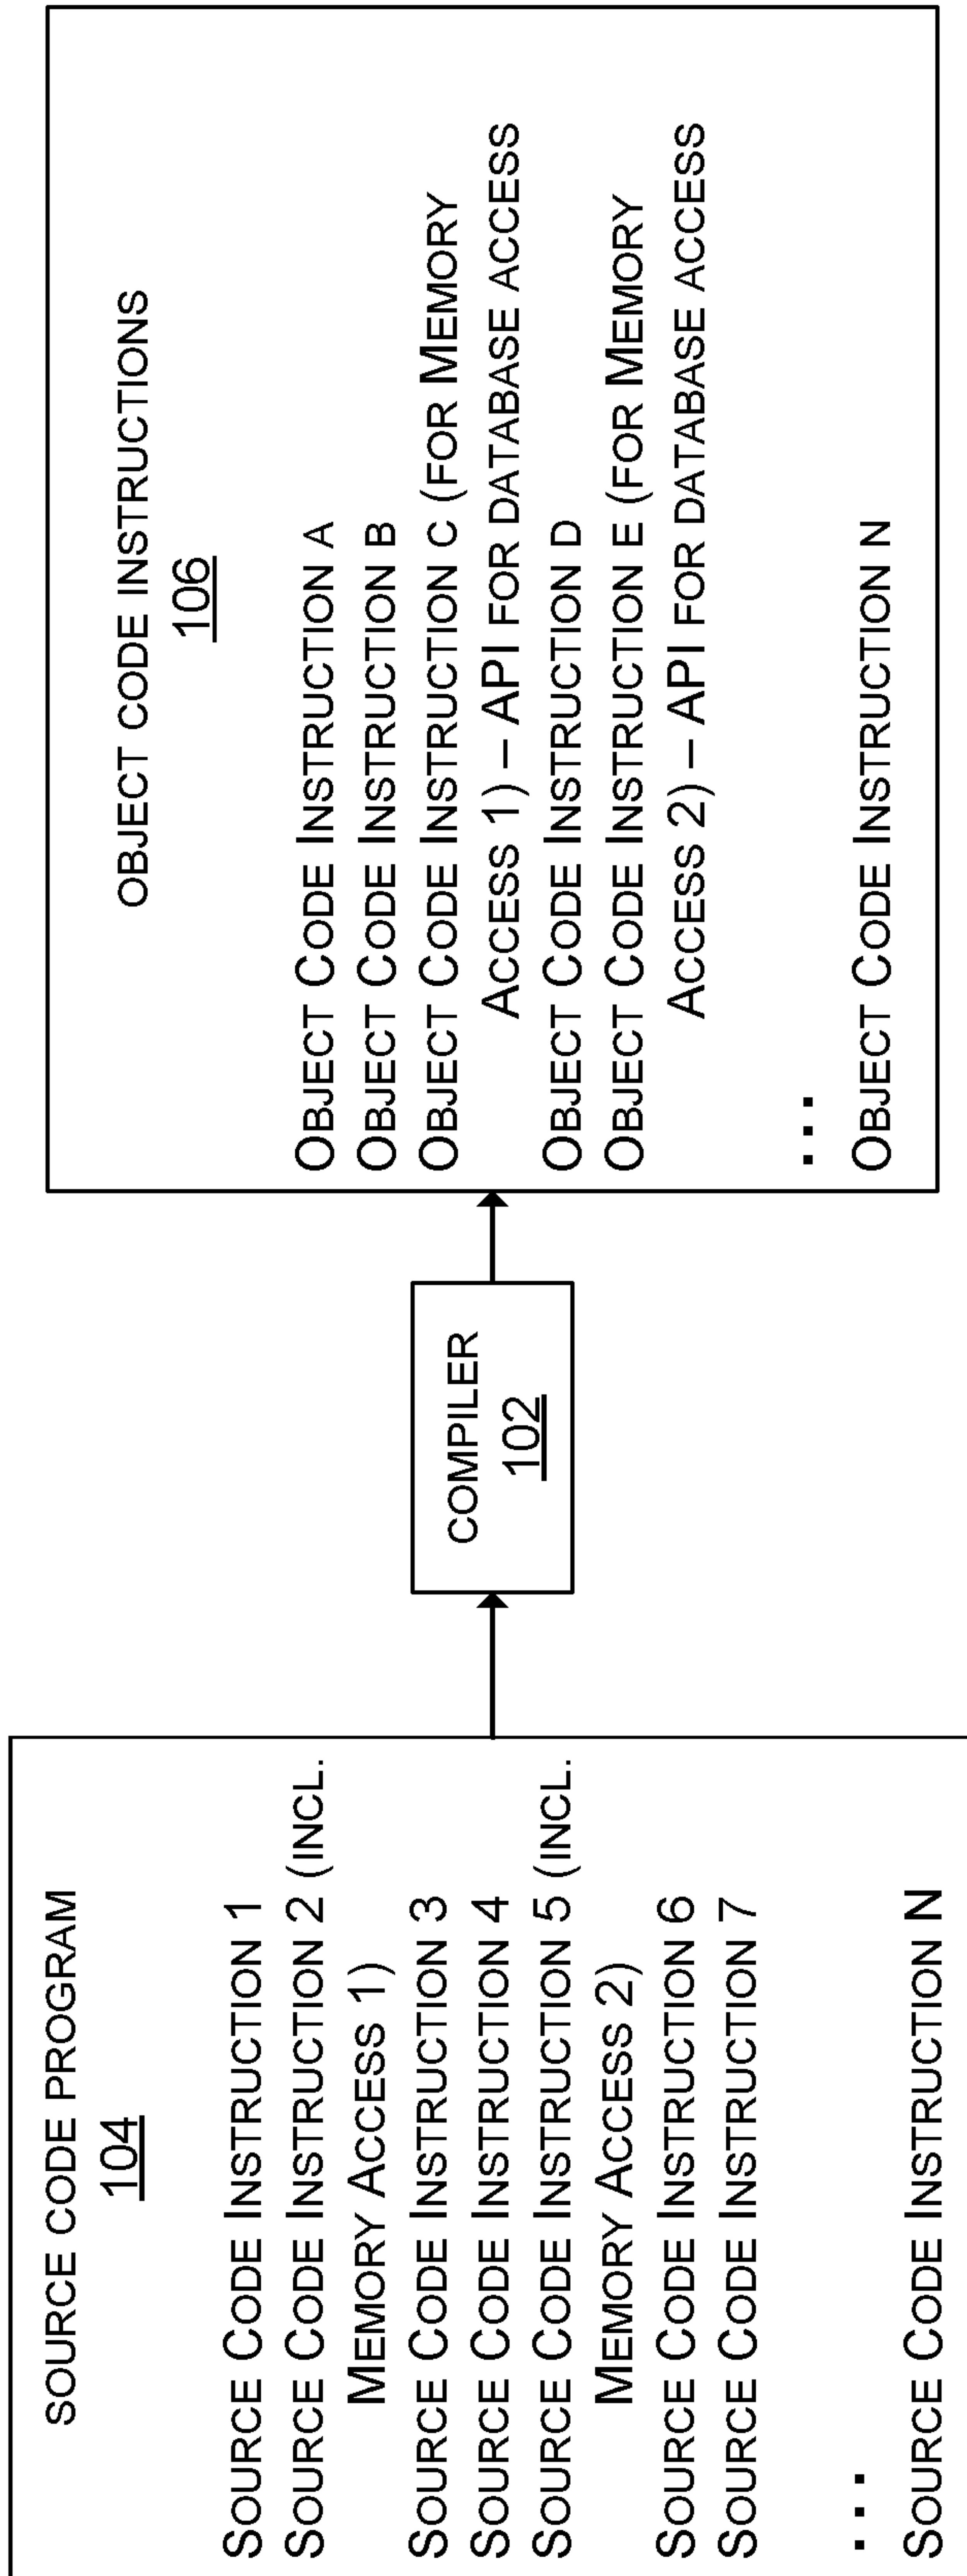 SOURCE CODE PROGRAM
104
SOURCE CODE INSTRUCTION 1
SOURCE CODE INSTRUCTION 2 (INCL.
MEMORY ACCESS 1)
SOURCE CODE INSTRUCTION 3
SOURCE CODE INSTRUCTION 4
SOURCE CODE INSTRUCTION 5 (INCL.
MEMORY ACCESS 2)
SOURCE CODE INSTRUCTION 6
SOURCE CODE INSTRUCTION 7
...
SOURCE CODE INSTRUCTION N
COMPILER
102
OBJECT CODE INSTRUCTIONS
106
OBJECT CODE INSTRUCTION A
OBJECT CODE INSTRUCTION B
OBJECT CODE INSTRUCTION C (FOR MEMORY
ACCESS 1) – API FOR DATABASE ACCESS
OBJECT CODE INSTRUCTION D
OBJECT CODE INSTRUCTION E (FOR MEMORY
ACCESS 2) – API FOR DATABASE ACCESS
...
OBJECT CODE INSTRUCTION N